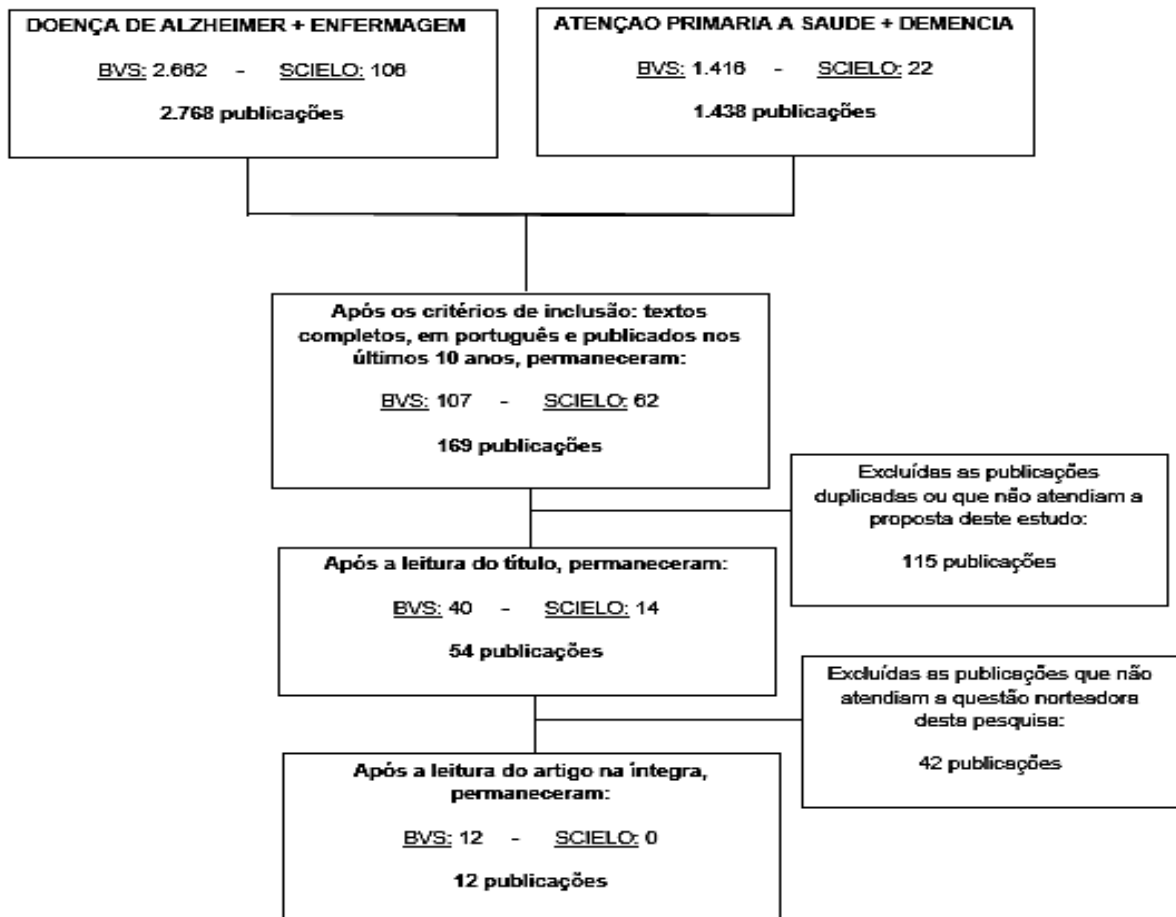 DOENÇA DE ALZHEIMER + ENFERMAGEM
BVS: 2.662 - SCIELO: 106
2.768 publicações
ATENÇAO PRIMARIA A SAUDE + DEMENCIA
BVS: 1.416 - SCIELO: 22
1.438 publicações
Após os critérios de inclusão: textos
completos, em português e publicados nos
últimos 10 anos, permaneceram:
BVS: 107 - SCIELO: 62
169 publicações
Excluídas as publicações
duplicadas ou que não atendiam a
proposta deste estudo:
115 publicações
Após a leitura do título, permaneceram:
BVS: 40 - SCIELO: 14
54 publicações
Excluídas as publicações que não
atendiam a questão norteadora
desta pesquisa:
42 publicações
Após a leitura do artigo na íntegra,
permaneceram:
BVS: 12 - SCIELO: 0
12 publicações